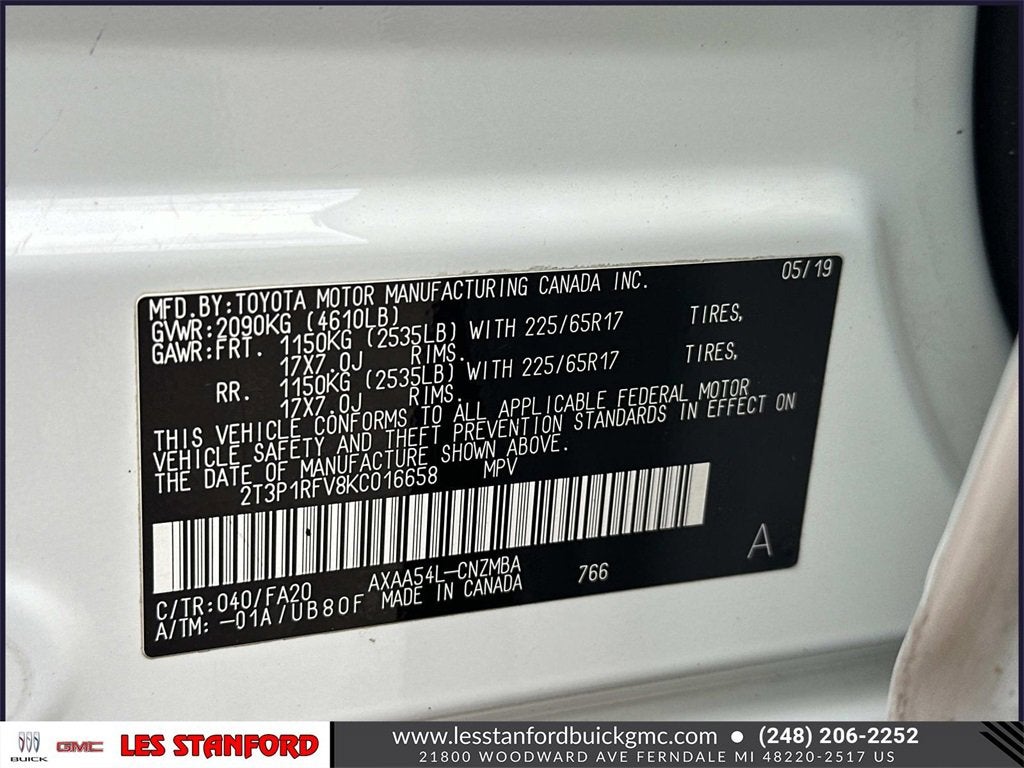 05/19
MFD.BY:TOYOTA MOTOR MANUFACTURING CANADA INC.
GVWR:2090KG (4610LB)
GAWR:FRT. 1150KG (2535LB) WITH 225/65R17 TIRES,
17X7.0J RIMS.
RR. 1150KG (2535LB) WITH 225/65R17 TIRES,
17X7.0J RIMS.
THIS VEHICLE CONFORMS TO ALL APPLICABLE FEDERAL MOTOR
VEHICLE SAFETY AND THEFT PREVENTION STANDARDS IN EFFECT ON
THE DATE OF MANUFACTURE SHOWN ABOVE.
2T3P1RFV8KC016658 MPV
A
C/TR:040/FA20 AXAA54L-CNZMBA 766
A/TM:-01A/UB80F MADE IN CANADA
BUICK GMC LES STANFORD
www.lesstanfordbuickgmc.com • (248) 206-2252
21800 WOODWARD AVE FERNDALE MI 48220-2517 US